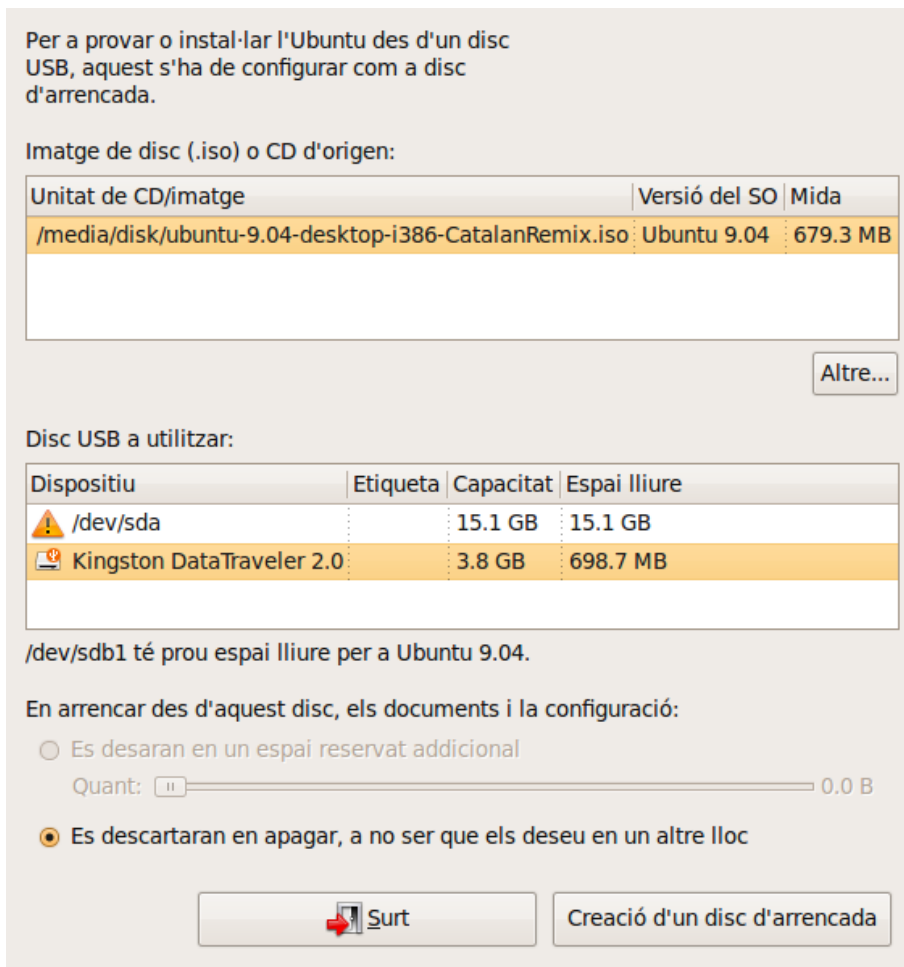 Per a provar o instal·lar l'Ubuntu des d'un disc
USB, aquest s'ha de configurar com a disc
d'arrencada.
Imatge de disc (.iso) o CD d'origen:
Unitat de CD/imatge Versió del SO Mida
/media/disk/ubuntu-9.04-desktop-i386-CatalanRemix.iso Ubuntu 9.04 679.3 MB
Altre...
Disc USB a utilitzar:
Dispositiu Etiqueta Capacitat Espai lliure
/dev/sda 15.1 GB 15.1 GB
Kingston DataTraveler 2.0 3.8 GB 698.7 MB
/dev/sdb1 té prou espai lliure per a Ubuntu 9.04.
En arrencar des d'aquest disc, els documents i la configuració:
Es desaran en un espai reservat addicional
Quant: 0.0 B
Es descartaran en apagar, a no ser que els deseu en un altre lloc
Surt Creació d'un disc d'arrencada